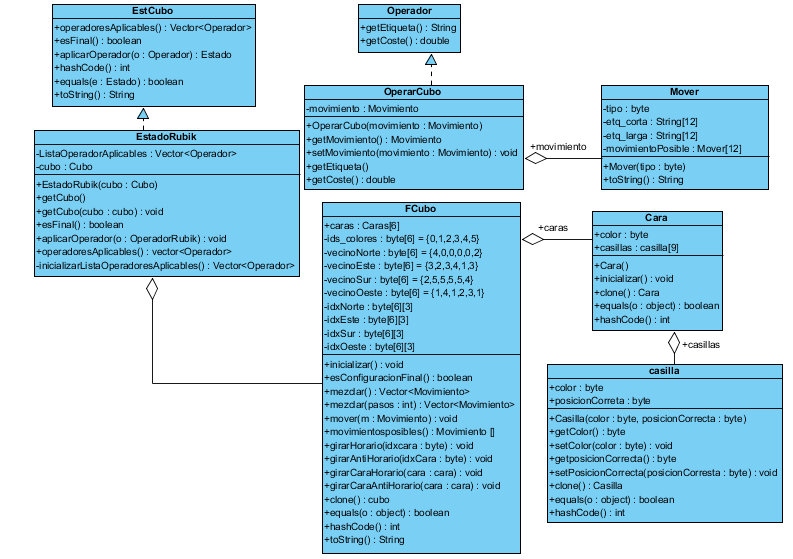 EstCubo
+operadoresAplicables() : Vector<Operador>
+esFinal() : boolean
+aplicarOperador(o : Operador) : Estado
+hashCode() : int
+equals(e : Estado) : boolean
+toString() : String
Operador
+getEtiqueta() : String
+getCoste() : double
EstadoRubik
-ListaOperadorAplicables : Vector<Operador>
-cubo : Cubo
+EstadoRubik(cubo : Cubo)
+getCubo()
+getCubo(cubo : cubo) : void
+esFinal() : boolean
+aplicarOperador(o : OperadorRubik) : void
+operadoresAplicables() : vector<Operador>
-inicializarListaOperadoresAplicables() : Vector<Operador>
OperarCubo
-movimiento : Movimiento
+OperarCubo(movimiento : Movimiento)
+getMovimiento() : Movimiento
+setMovimiento(movimiento : Movimiento) : void
+getEtiqueta()
+getCoste() : double
+movimiento
Mover
-tipo : byte
-etq_corta : String[12]
-etq_larga : String[12]
-movimientoPosible : Mover[12]
+Mover(tipo : byte)
+toString() : String
FCubo
+caras : Caras[6]
-ids_colores : byte[6] = {0,1,2,3,4,5}
-vecinoNorte : byte[6] = {4,0,0,0,0,2}
-vecinoEste : byte[6] = {3,2,3,4,1,3}
-vecinoSur : byte[6] = {2,5,5,5,5,4}
-vecinoOeste : byte[6] = {1,4,1,2,3,1}
-idxNorte : byte[6][3]
-idxEste : byte[6][3]
-idxSur : byte[6][3]
-idxOeste : byte[6][3]
+inicializar() : void
+esConfiguracionFinal() : boolean
+mezdar() : Vector<Movimiento>
+mezdar(pasos : int) : Vector<Movimiento>
+mover(m : Movimiento) : void
+movimientosposibles() : Movimiento []
+girarHorario(idxcara : byte) : void
+girarAntiHorario(idxCara : byte) : void
+girarCaraHorario(cara : cara) : void
+girarCaraAntiHorario(cara : cara) : void
+clone() : cubo
+equals(o : object) : boolean
+hashCode() : int
+toString() : String
+caras
Cara
+color : byte
+casillas : casilla[9]
+Cara()
+inicializar() : void
+clone() : Cara
+equals(o : object) : boolean
+hashCode() : int
+casillas
casilla
+color : byte
+posicionCorreta : byte
+Casilla(color : byte, posicionCorrecta : byte)
+getColor() : byte
+setColor(color : byte) : void
+getposicionCorrecta() : byte
+setPosicionCorrecta(posicionCorresta : byte) : void
+clone() : Casilla
+equals(o : object) : boolean
+hashCode() : int